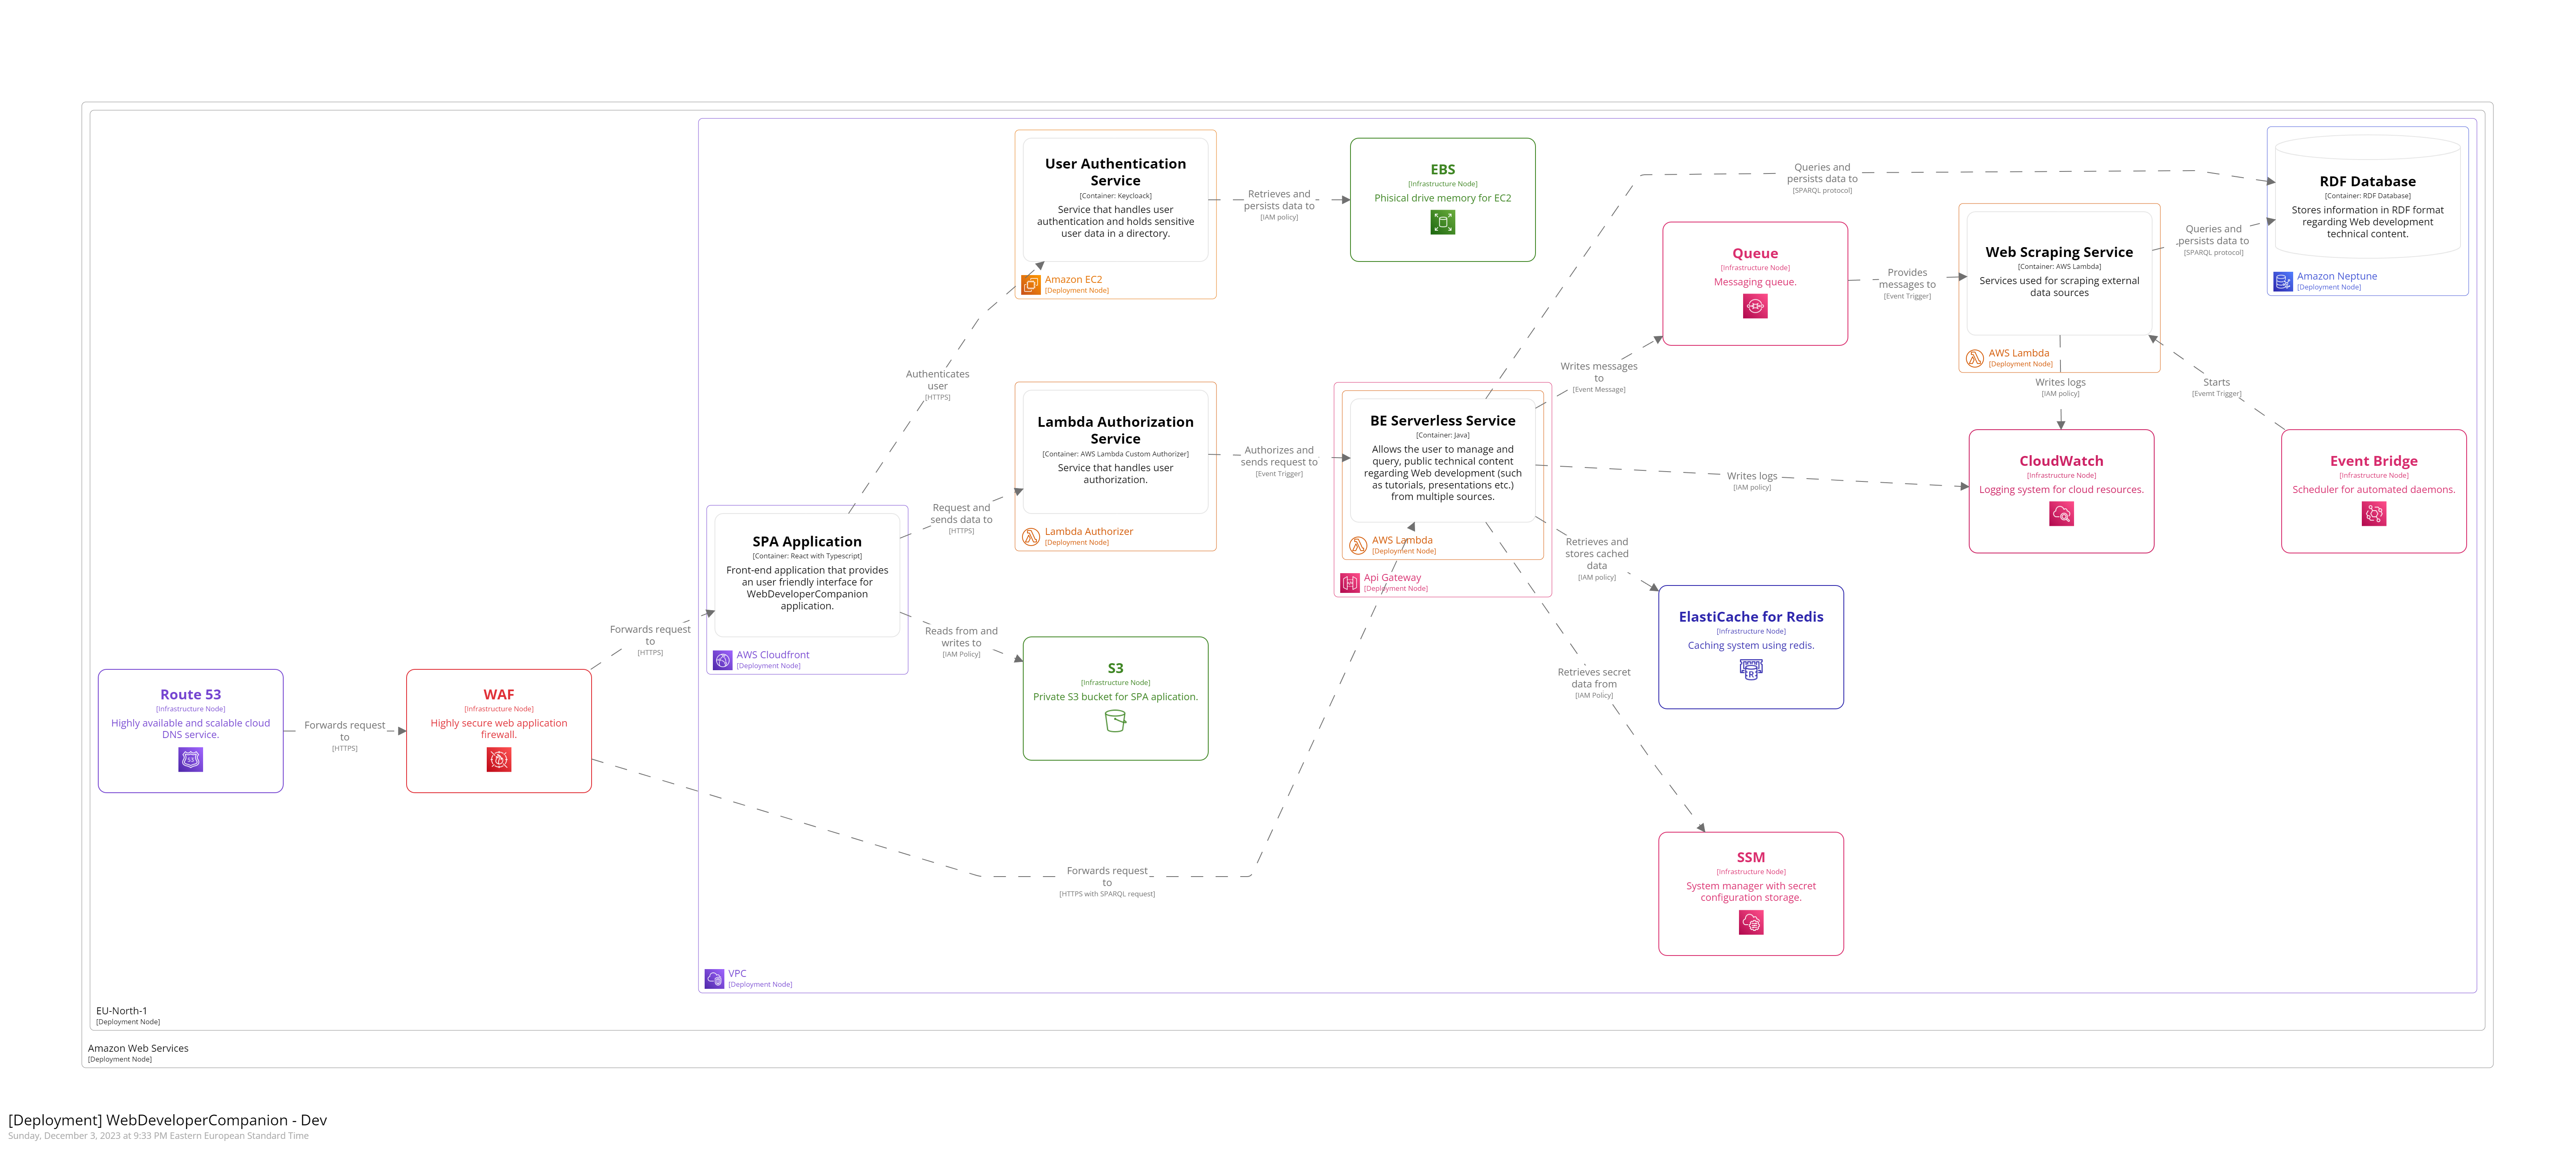 User Authentication
Service
[Container: Keycloack]
Service that handles user
authentication and holds sensitive
user data in a directory.
Amazon EC2
[Deployment Node]
Retrieves and
persists data to
[IAM policy]
EBS
[Infrastructure Node]
Phisical drive memory for EC2
Queries and
persists data to
[SPARQL protocol]
RDF Database
[Container: RDF Database]
Stores information in RDF format
regarding Web development
technical content.
Amazon Neptune
[Deployment Node]
Queue
[Infrastructure Node]
Messaging queue.
Provides
messages to
[Event Trigger]
Web Scraping Service
[Container: AWS Lambda]
Services used for scraping external
data sources
AWS Lambda
[Deployment Node]
Queries and
persists data to
[SPARQL protocol]
Authenticates
user
[HTTPS]
Writes messages
to
[Event Message]
Writes logs
[IAM policy]
Starts
[Evemt Trigger]
Lambda Authorization
Service
[Container: AWS Lambda Custom Authorizer]
Service that handles user
authorization.
Lambda Authorizer
[Deployment Node]
Authorizes and
sends request to
[Event Trigger]
BE Serverless Service
[Container: Java]
Allows the user to manage and
query, public technical content
regarding Web development (such
as tutorials, presentations etc.)
from multiple sources.
AWS Lambda
[Deployment Node]
Api Gateway
[Deployment Node]
Writes logs
[IAM policy]
CloudWatch
[Infrastructure Node]
Logging system for cloud resources.
Event Bridge
[Infrastructure Node]
Scheduler for automated daemons.
SPA Application
[Container: React with Typescript]
Front-end application that provides
an user friendly interface for
WebDeveloperCompanion
application.
AWS Cloudfront
[Deployment Node]
Request and
sends data to
[HTTPS]
Retrieves and
stores cached
data
[IAM policy]
ElastiCache for Redis
[Infrastructure Node]
Caching system using redis.
Forwards request
to
[HTTPS]
Reads from and
writes to
[IAM Policy]
S3
[Infrastructure Node]
Private S3 bucket for SPA aplication.
Retrieves secret
data from
[IAM Policy]
Route 53
[Infrastructure Node]
Highly available and scalable cloud
DNS service.
53
Forwards request
to
[HTTPS]
WAF
[Infrastructure Node]
Highly secure web application
firewall.
Forwards request
to
[HTTPS with SPARQL request]
SSM
[Infrastructure Node]
System manager with secret
configuration storage.
VPC
[Deployment Node]
EU-North-1
[Deployment Node]
Amazon Web Services
[Deployment Node]
[Deployment] WebDeveloperCompanion - Dev
Sunday, December 3, 2023 at 9:33 PM Eastern European Standard Time